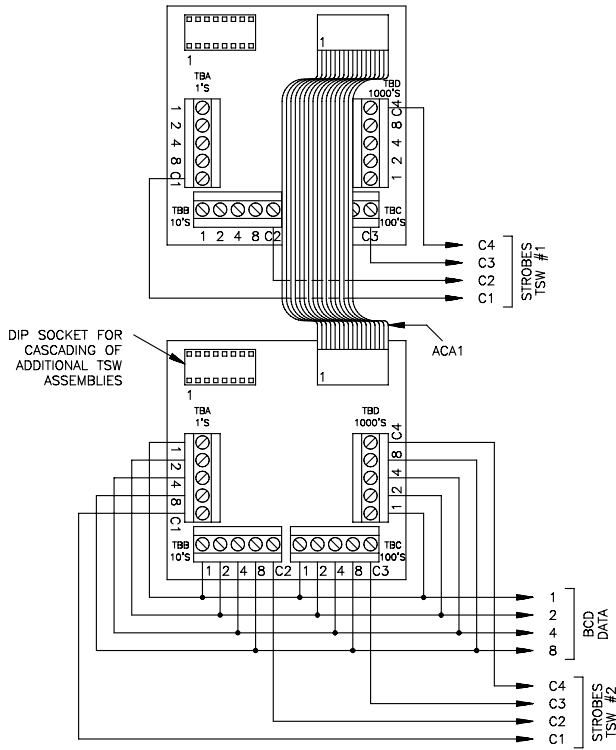 1
1
TBA
1'S
TBD
1000'S
1
2
4
8
C1
C4
8
4
2
1
TBB
10'S
TBC
100'S
1 2 4 8 C2
C3
C4
C3
C2
C1
STROBES
TSW #1
DIP SOCKET FOR
CASCADING OF
ADDITIONAL TSW
ASSEMBLIES
ACA1
1
1
TBA
1'S
TBD
1000'S
1
2
4
8
C1
C4
8
4
2
1
TBB
10'S
TBC
100'S
1 2 4 8 C2
1 2 4 8 C3
1
2
4
8
BCD
DATA
C4
C3
C2
C1
STROBES
TSW #2